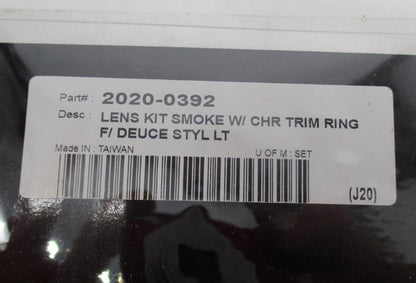 Part# : 2020-0392
Desc : LENS KIT SMOKE W/ CHR TRIM RING
F/ DEUCE STYL LT
Made IN : TAIWAN U OF M : SET
(J20)